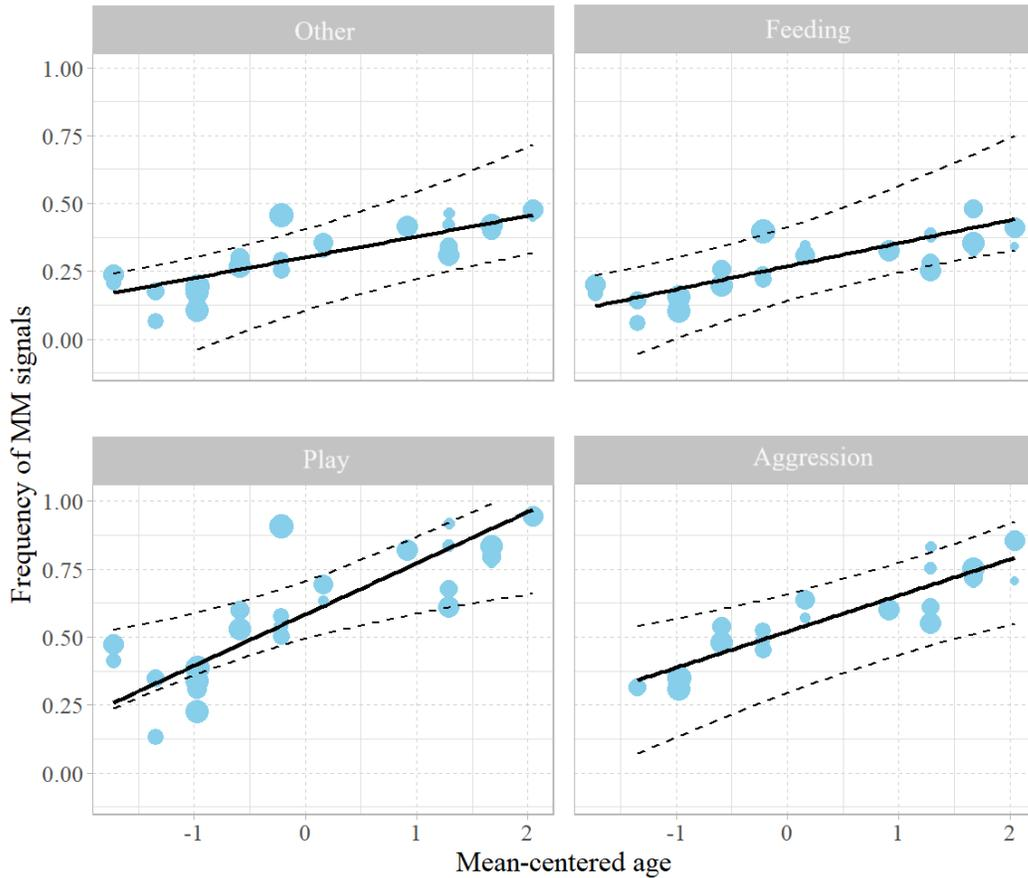 Other
Feeding
1.00
0.75
0.50
0.25
0.00
Play
Aggression
1.00
0.75
0.50
0.25
0.00
-1 0 1 2
-1 0 1 2
Mean-centered age
Frequency of MM signals